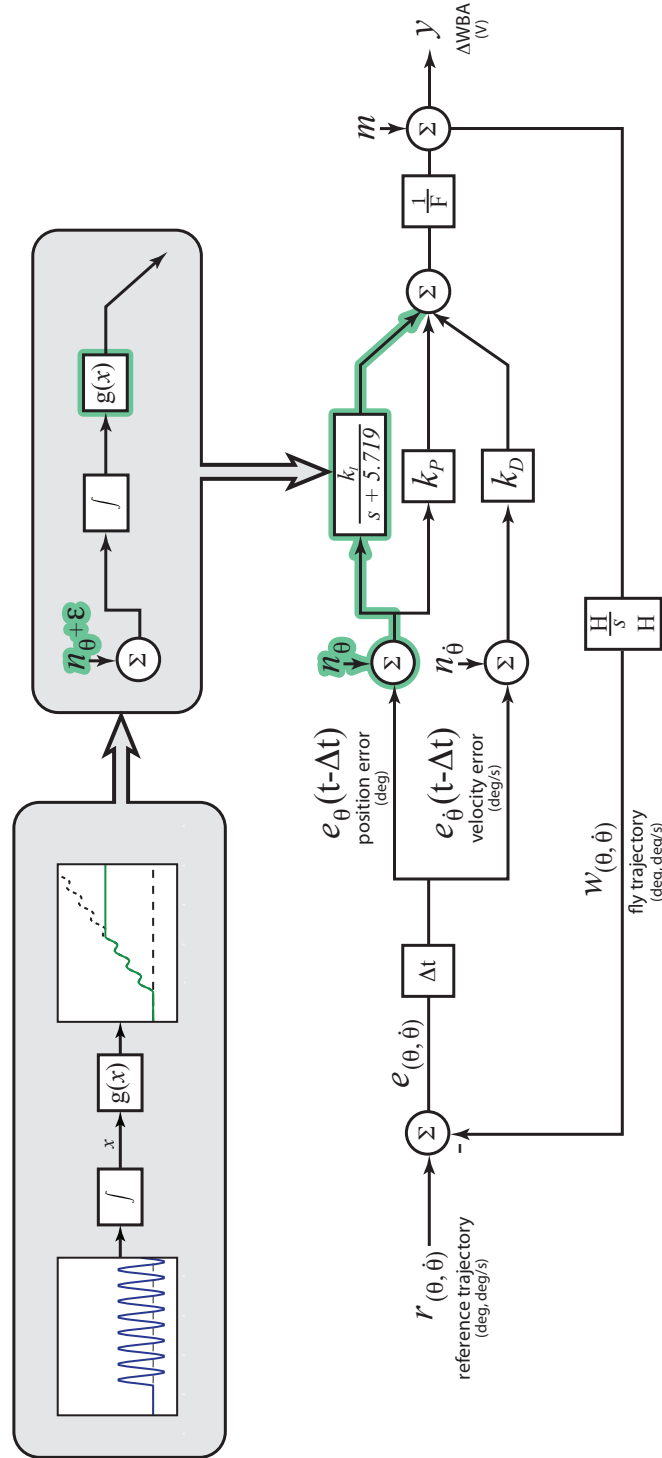 ∫
x
g(x)
n_θ+ε
Σ
∫
g(x)
r_(θ, θ̇)
reference trajectory
(deg, deg/s)
Σ
-
e_(θ, θ̇)
Δt
e_θ(t-Δt)
position error
(deg)
e_θ̇(t-Δt)
velocity error
(deg/s)
n_θ
Σ
n_θ̇
Σ
k_I
s + 5.719
k_P
k_D
Σ
1
F
m
Σ
y
ΔWBA
(V)
H
s
H
w_(θ, θ̇)
fly trajectory
(deg, deg/s)